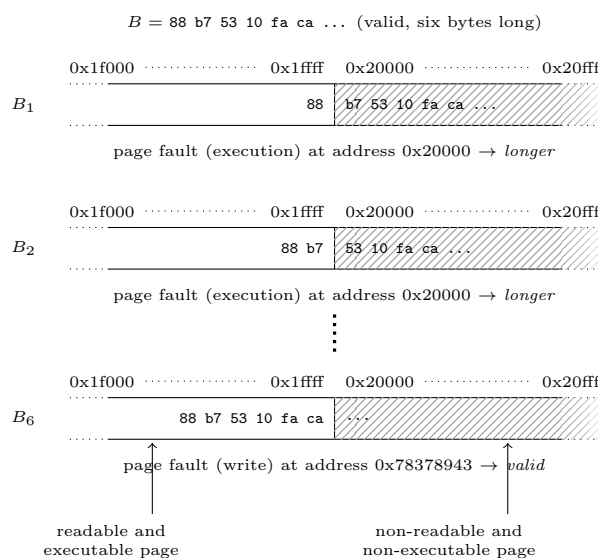 B = 88 b7 53 10 fa ca ... (valid, six bytes long)
0x1f000 0x1ffff 0x20000 0x20fff
B1 88 b7 53 10 fa ca ...
page fault (execution) at address 0x20000 → longer
0x1f000 0x1ffff 0x20000 0x20fff
B2 88 b7 53 10 fa ca ...
page fault (execution) at address 0x20000 → longer
0x1f000 0x1ffff 0x20000 0x20fff
B6 88 b7 53 10 fa ca ...
page fault (write) at address 0x78378943 → valid
readable and non-readable and
executable page non-executable page